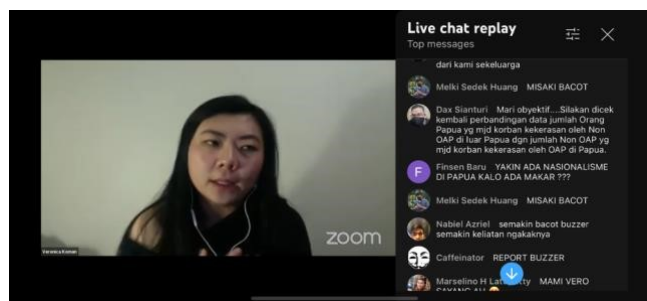 Live chat replay
Top messages
dari kami sekeluarga
Melki Sedek Huang MISAKI BACOT
Dax Sianturi Mari obyektif....Silakan dicek
kembali perbandingan data jumlah Orang
Papua yg mjd korban kekerasan oleh Non
OAP di luar Papua dgn jumlah Non OAP yg
mjd korban kekerasan oleh OAP di Papua.
F
Finsen Baru YAKIN ADA NASIONALISME
DI PAPUA KALO ADA MAKAR ???
Melki Sedek Huang MISAKI BACOT
Nabiel Azriel semakin bacot buzzer
semakin keliatan ngakaknya
Caffeinator REPORT BUZZER
Marselino H MAMI VERO
SAYANG
zoom
Veronica Koman